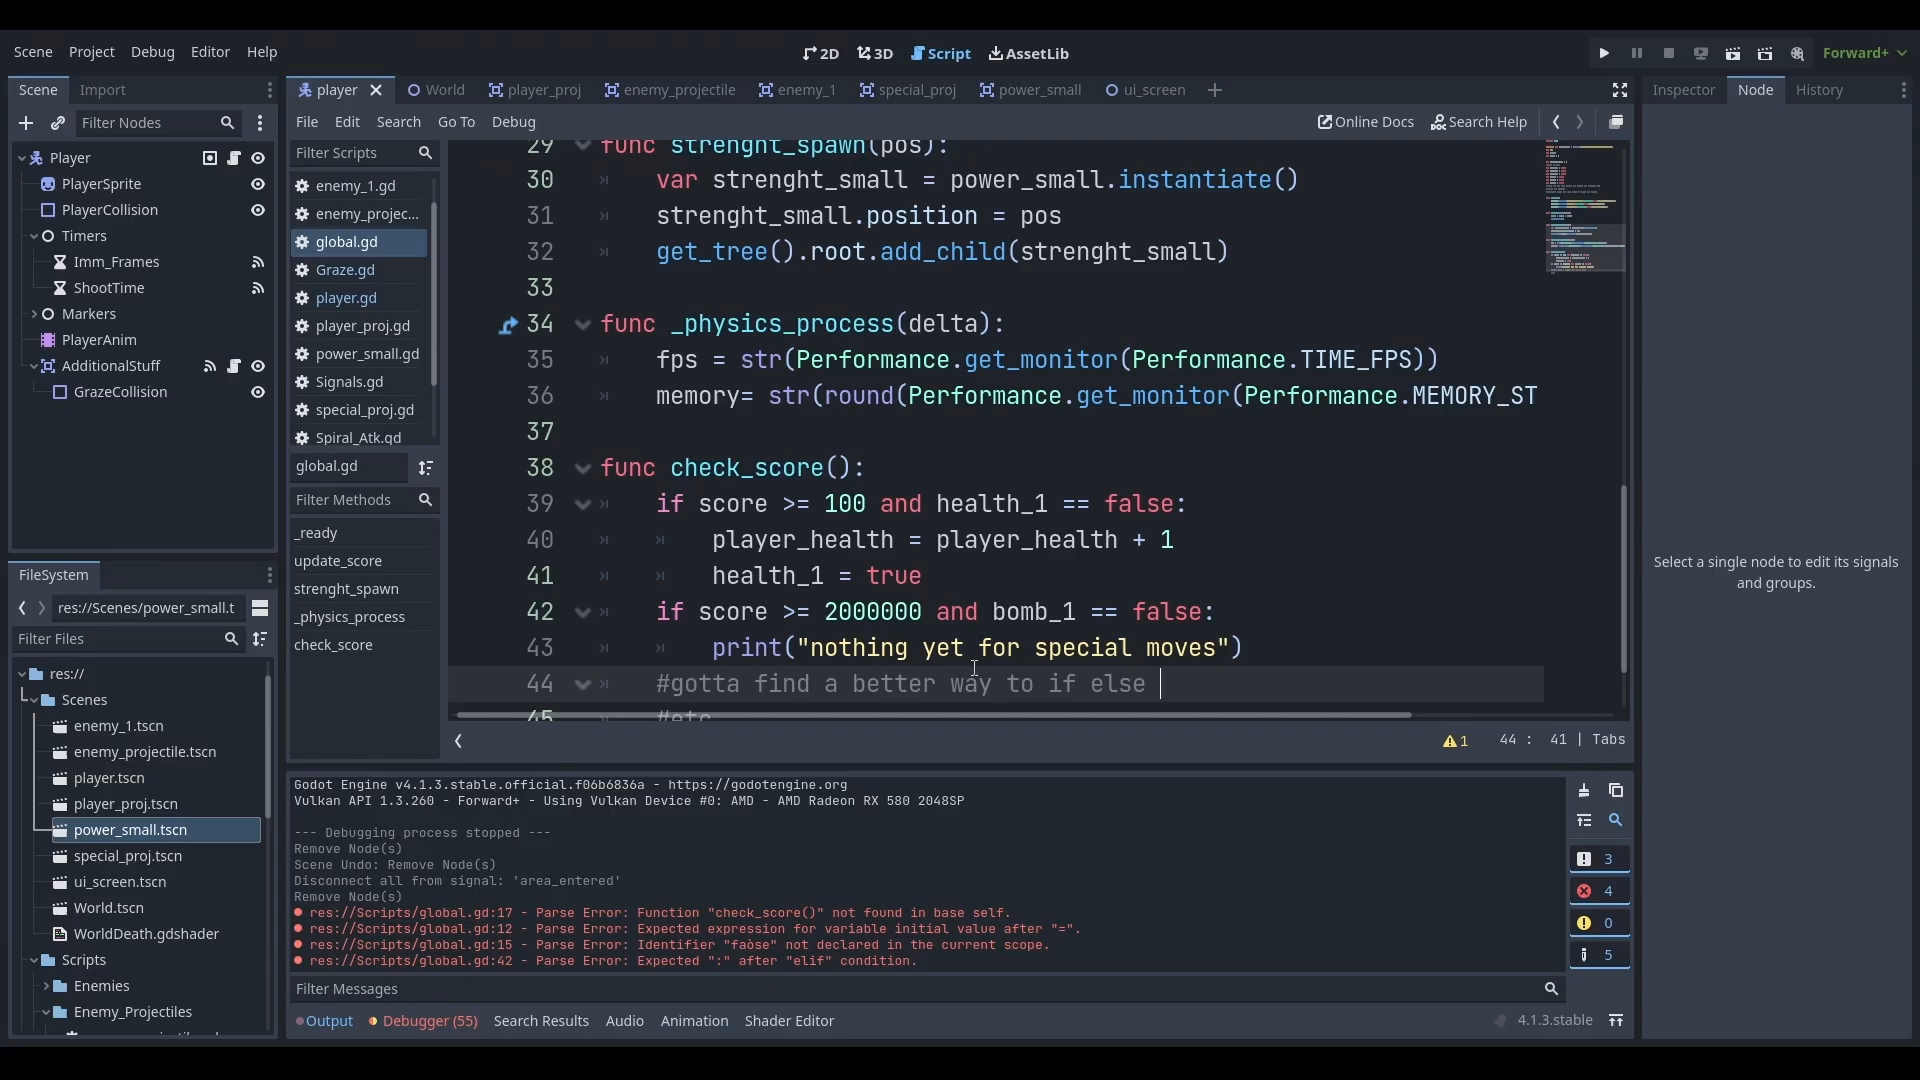 Scene Project Debug Editor Help
2D 3D Script AssetLib
Forward+
Scene Import
Filter Nodes
Player
PlayerSprite
PlayerCollision
Timers
Imm_Frames
ShootTime
Markers
PlayerAnim
AdditionalStuff
GrazeCollision
FileSystem
res://Scenes/power_small.t
Filter Files
res://
Scenes
enemy_1.tscn
enemy_projectile.tscn
player.tscn
player_proj.tscn
power_small.tscn
special_proj.tscn
ui_screen.tscn
World.tscn
WorldDeath.gdshader
Scripts
Enemies
Enemy_Projectiles
player World player_proj enemy_projectile enemy_1 special_proj power_small ui_screen
File Edit Search Go To Debug
Online Docs Search Help
Filter Scripts
enemy_1.gd
enemy_projec...
global.gd
Graze.gd
player.gd
player_proj.gd
power_small.gd
Signals.gd
special_proj.gd
Spiral_Atk.gd
global.gd
Filter Methods
_ready
update_score
strenght_spawn
_physics_process
check_score
29 func strenght_spawn(pos):
30 var strenght_small = power_small.instantiate()
31 strenght_small.position = pos
32 get_tree().root.add_child(strenght_small)
33
34 func _physics_process(delta):
35 fps = str(Performance.get_monitor(Performance.TIME_FPS))
36 memory= str(round(Performance.get_monitor(Performance.MEMORY_ST
37
38 func check_score():
39 if score >= 100 and health_1 == false:
40 player_health = player_health + 1
41 health_1 = true
42 if score >= 2000000 and bomb_1 == false:
43 print("nothing yet for special moves")
44 #gotta find a better way to if else
45 #etc
1 44 : 41 | Tabs
Godot Engine v4.1.3.stable.official.f06b6836a - https://godotengine.org
Vulkan API 1.3.260 - Forward+ - Using Vulkan Device #0: AMD - AMD Radeon RX 580 2048SP
--- Debugging process stopped ---
Remove Node(s)
Scene Undo: Remove Node(s)
Disconnect all from signal: 'area_entered'
Remove Node(s)
res://Scripts/global.gd:17 - Parse Error: Function "check_score()" not found in base self.
res://Scripts/global.gd:12 - Parse Error: Expected expression for variable initial value after "=".
res://Scripts/global.gd:15 - Parse Error: Identifier "faòse" not declared in the current scope.
res://Scripts/global.gd:42 - Parse Error: Expected ":" after "elif" condition.
3
4
0
5
Filter Messages
Output Debugger (55) Search Results Audio Animation Shader Editor
4.1.3.stable
Inspector Node History
Select a single node to edit its signals
and groups.